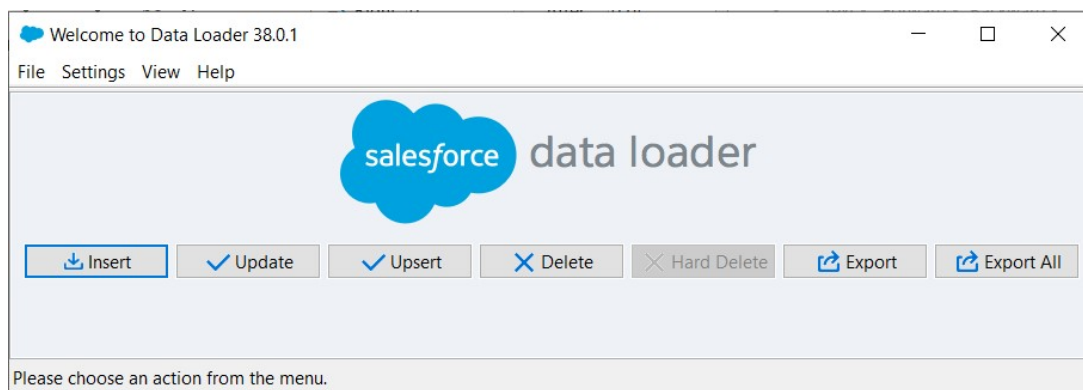 Welcome to Data Loader 38.0.1
File Settings View Help
salesforce data loader
Insert Update Upsert Delete Hard Delete Export Export All
Please choose an action from the menu.